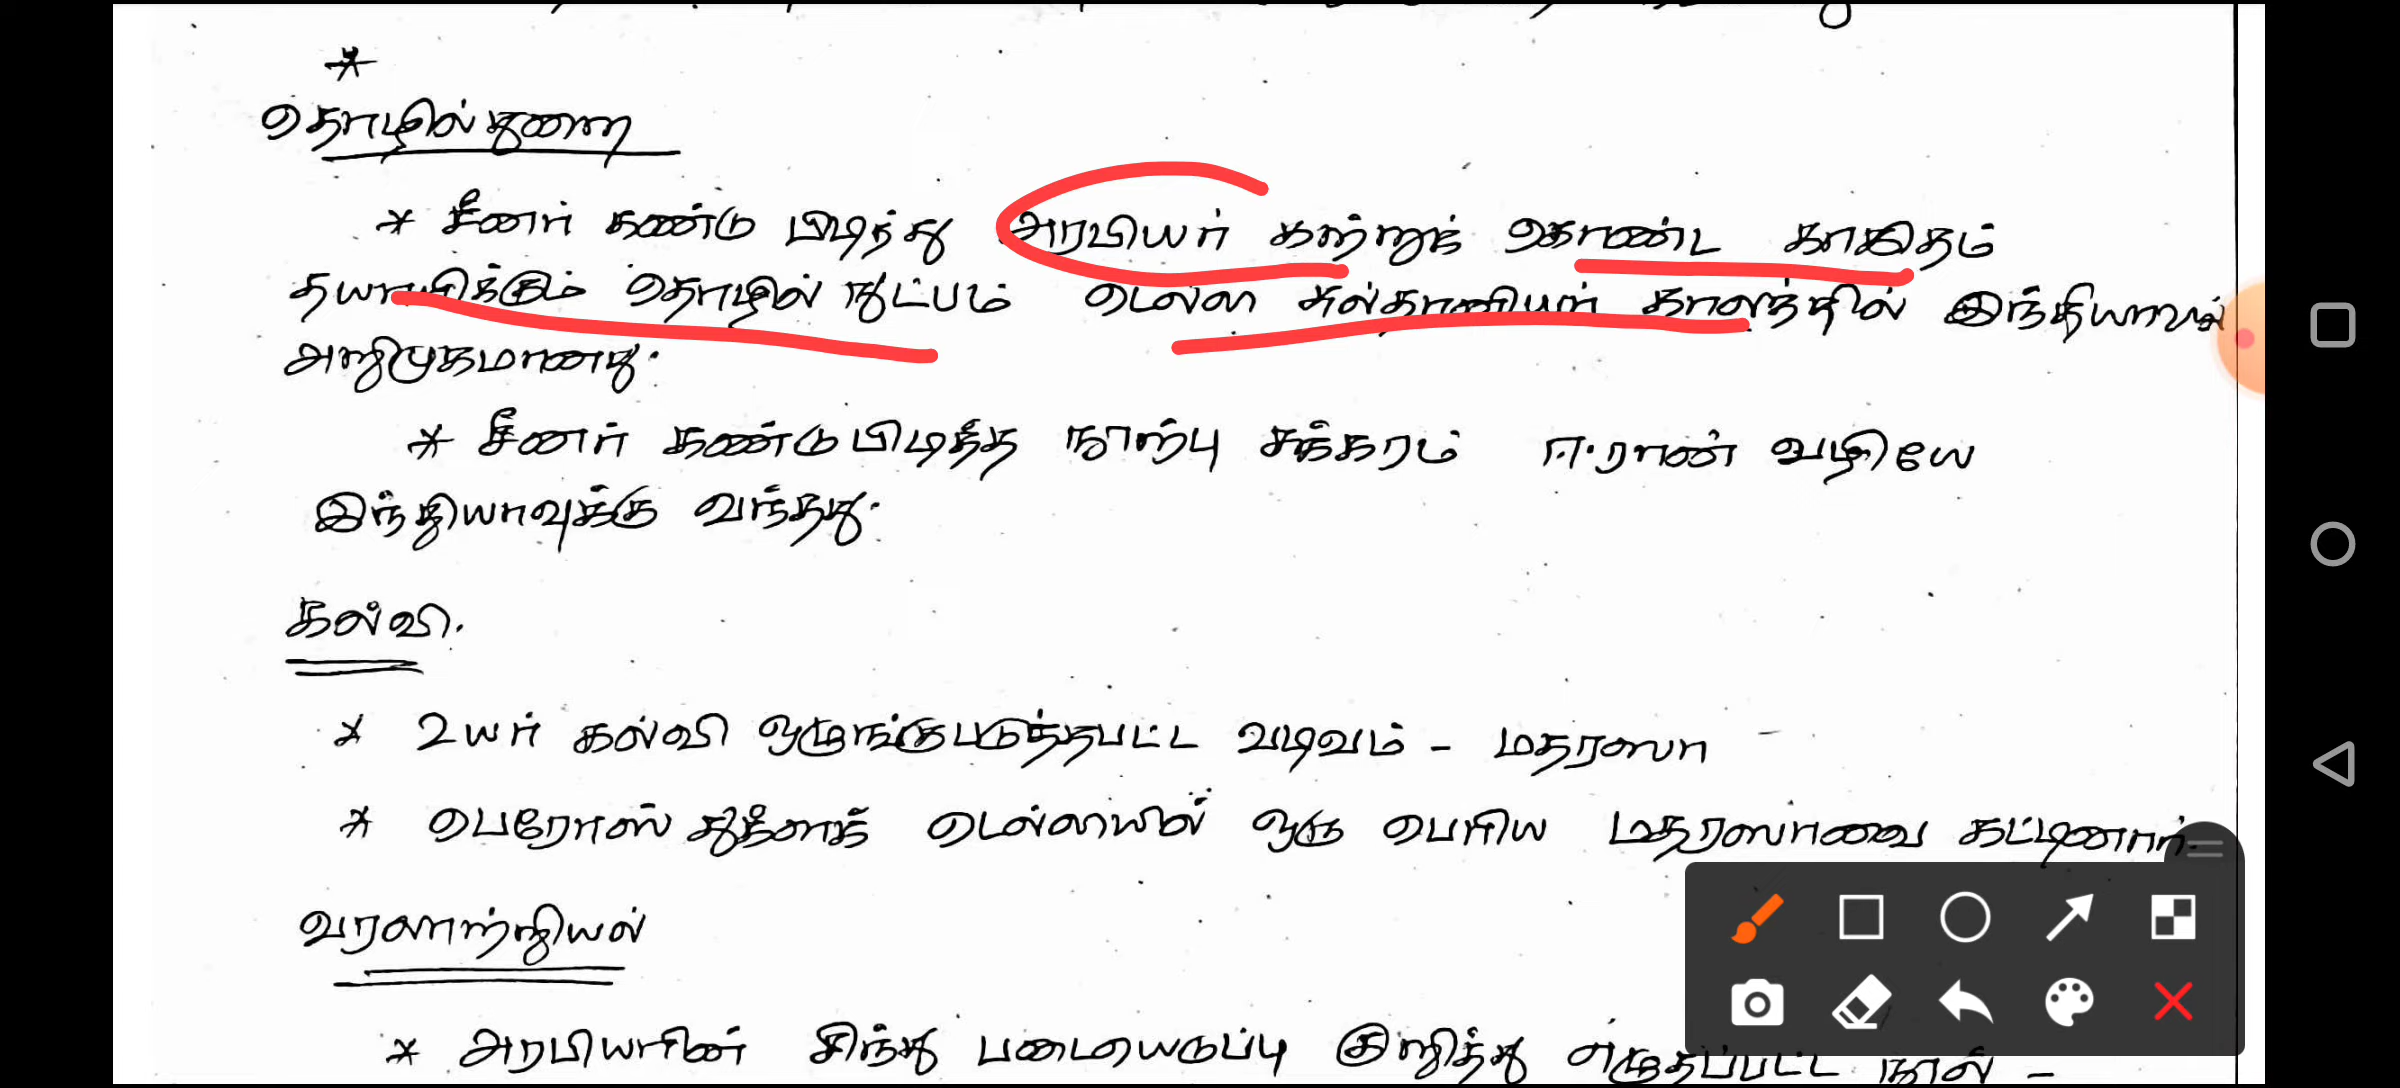 தொழில்துறை
* சீனர் கண்டு பிடித்து அரபியர் கற்றுக் கொண்ட காகிதம்
தயாரிக்கும் தொழில் நுட்பம் டெல்லி சுல்தானியர் காலத்தில் இந்தியாவில்
அறிமுகமானது.
* சீனர் கண்டுபிடித்த நூற்பு சக்கரம் ஈரான் வழியே
இந்தியாவுக்கு வந்தது.
கல்வி.
* உயர் கல்வி ஒழுங்குபடுத்தபட்ட வடிவம் - மதரஸா
* பெரோஸ் துக்ளக் டெல்லியில் ஒரு பெரிய மதரஸாவை கட்டினார்.
வரலாற்றியல்
* அரபியரின் சிந்து படையெடுப்பு குறித்து எழுதப்பட்ட நூல் -